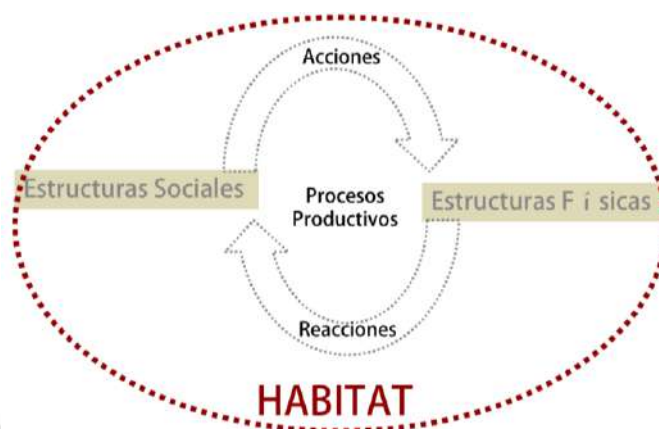 Acciones
Estructuras Sociales
Procesos
Productivos
Estructuras F í sicas
Reacciones
HABITAT